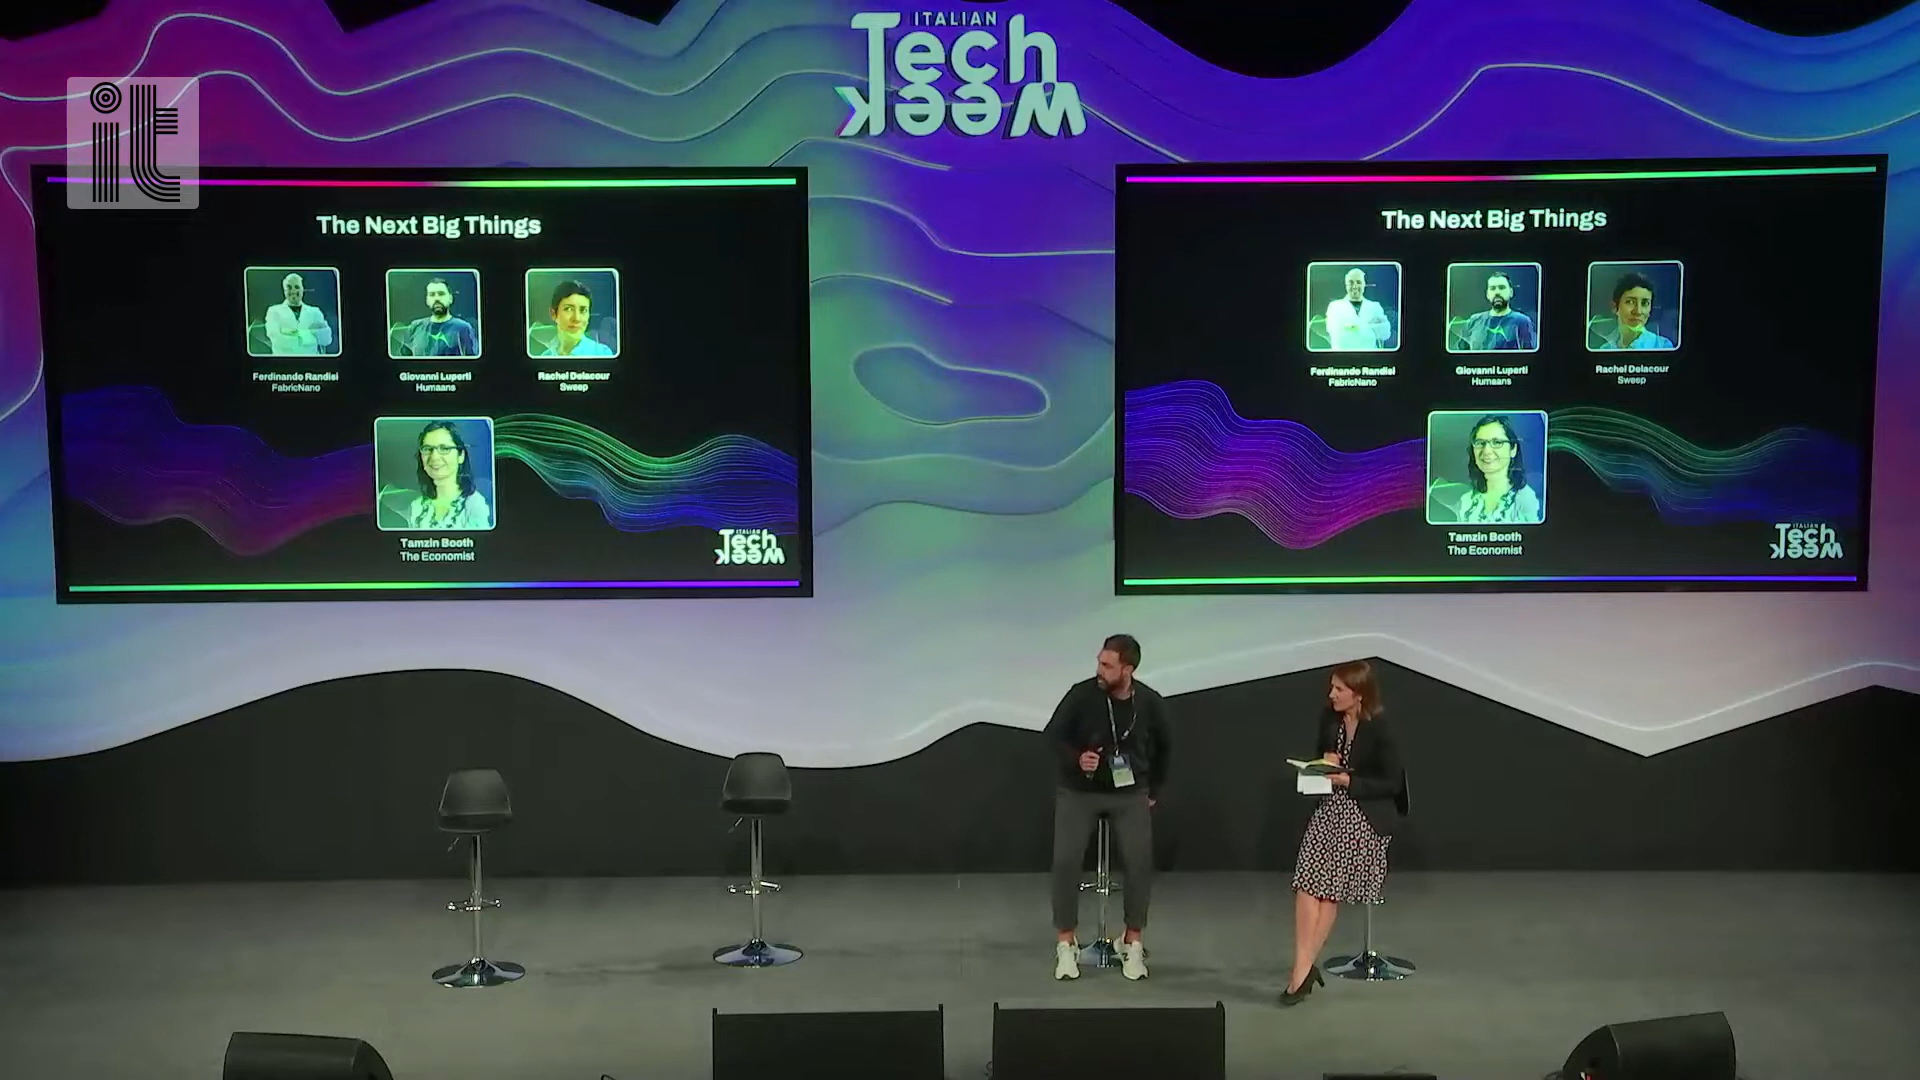 ITALIAN
Tech
week
it
The Next Big Things
Ferdinando Randisi
FabricNano
Giovanni Luperti
Humaans
Rachel Delacour
Sweep
Tamzin Booth
The Economist
ITALIAN
Tech
week
The Next Big Things
Ferdinando Randisi
FabricNano
Giovanni Luperti
Humaans
Rachel Delacour
Sweep
Tamzin Booth
The Economist
ITALIAN
Tech
week